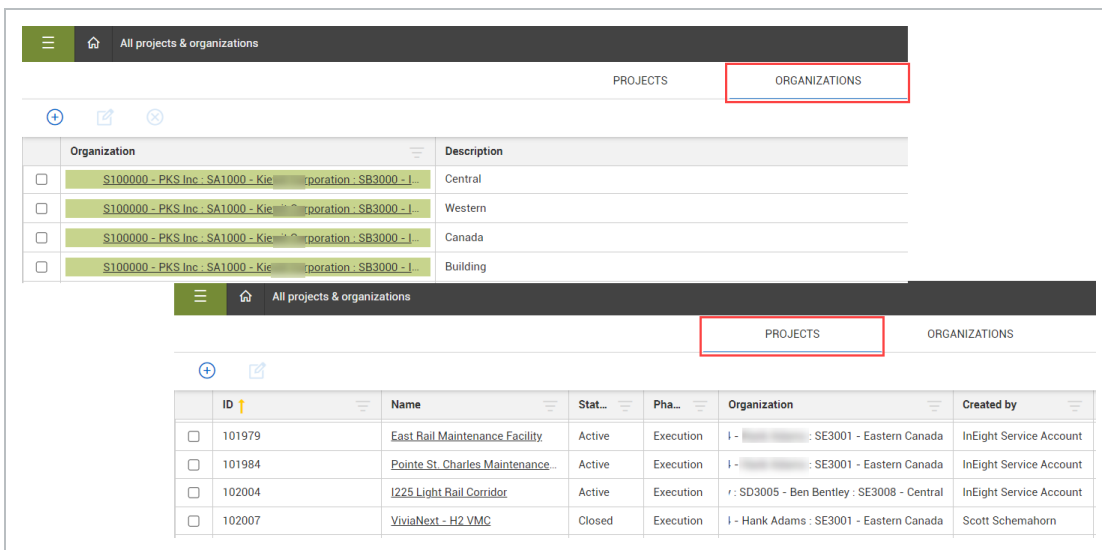 All projects & organizations
PROJECTS ORGANIZATIONS
Organization Description
S100000 - PKS Inc : SA1000 - Kie rporation : SB3000 - I... Central
S100000 - PKS Inc : SA1000 - Kie rporation : SB3000 - I... Western
S100000 - PKS Inc : SA1000 - Kie rporation : SB3000 - I... Canada
S100000 - PKS Inc : SA1000 - Kie rporation : SB3000 - I... Building
All projects & organizations
PROJECTS ORGANIZATIONS
ID Name Stat... Pha... Organization Created by
101979 East Rail Maintenance Facility Active Execution - : SE3001 - Eastern Canada InEight Service Account
101984 Pointe St. Charles Maintenance... Active Execution - : SE3001 - Eastern Canada InEight Service Account
102004 I225 Light Rail Corridor Active Execution : SD3005 - Ben Bentley : SE3008 - Central InEight Service Account
102007 ViviaNext - H2 VMC Closed Execution - Hank Adams : SE3001 - Eastern Canada Scott Schemahorn